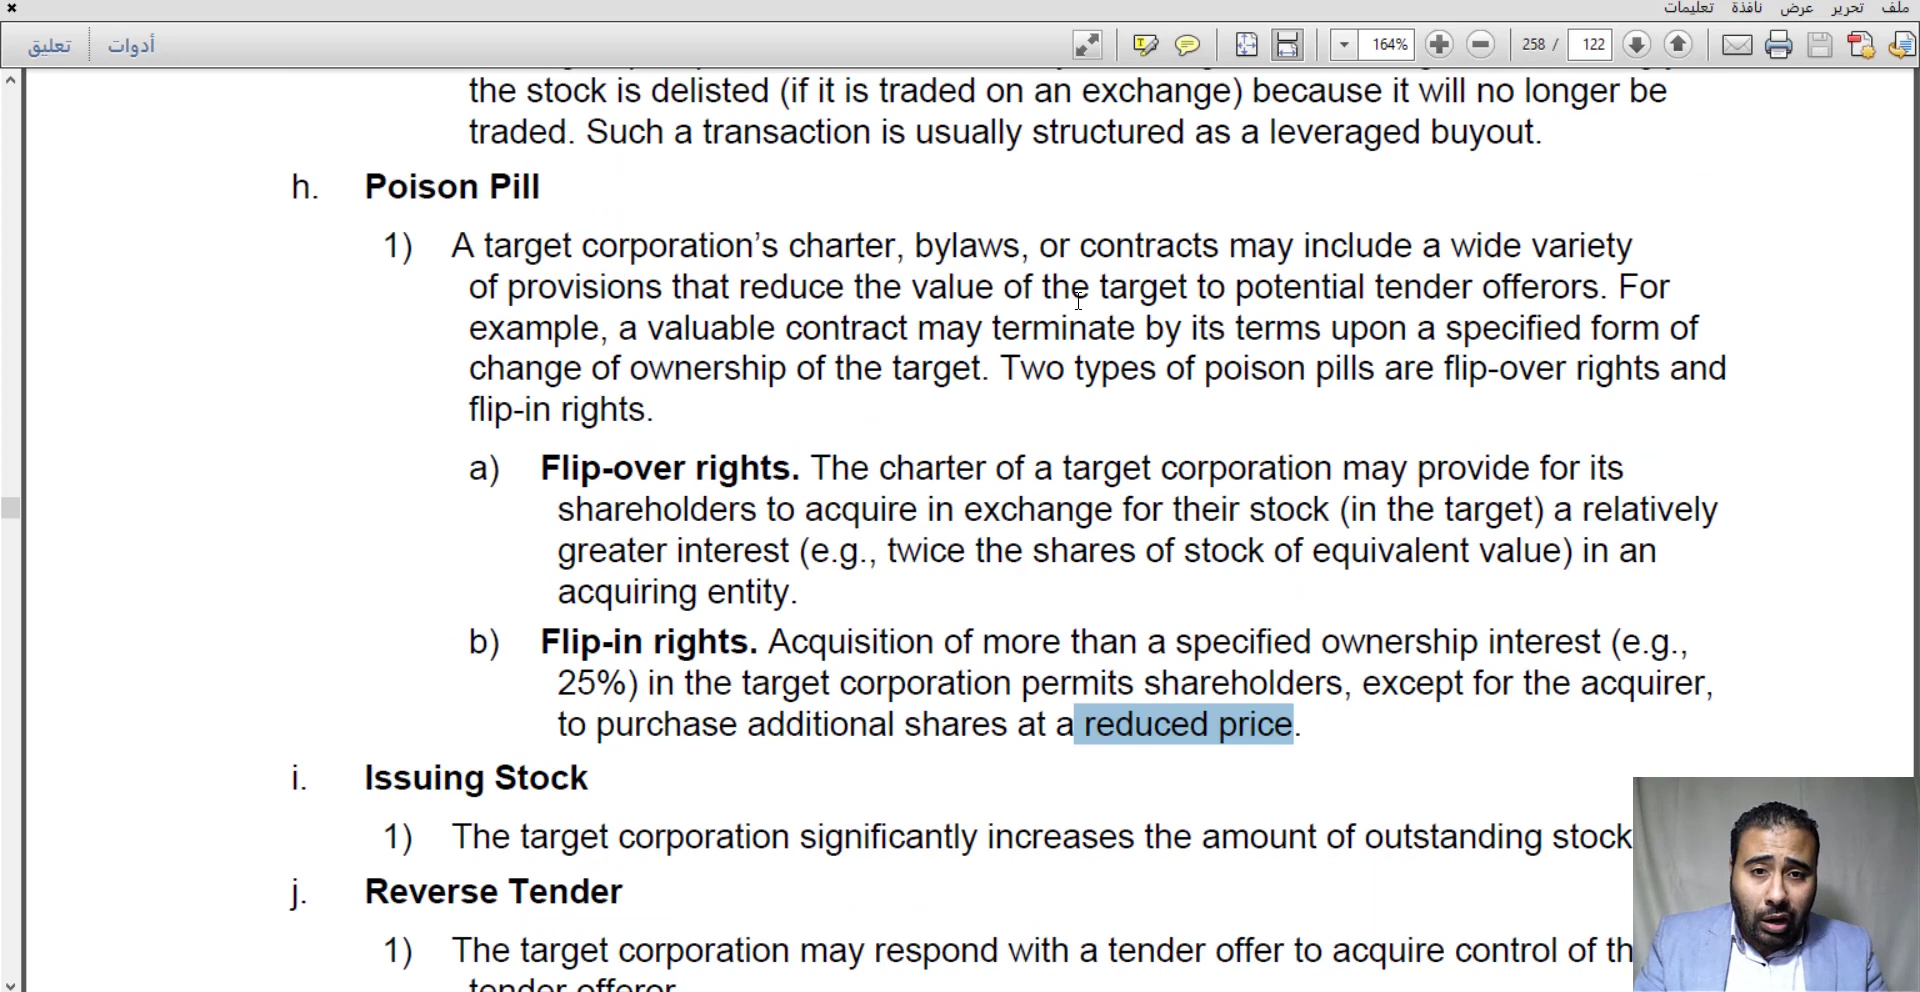 ملف تحرير عرض نافذة تعليمات
تعليق أدوات 164% 258 / 122
the stock is delisted (if it is traded on an exchange) because it will no longer be
traded. Such a transaction is usually structured as a leveraged buyout.
h. Poison Pill
1) A target corporation’s charter, bylaws, or contracts may include a wide variety
of provisions that reduce the value of the target to potential tender offerors. For
example, a valuable contract may terminate by its terms upon a specified form of
change of ownership of the target. Two types of poison pills are flip-over rights and
flip-in rights.
a) Flip-over rights. The charter of a target corporation may provide for its
shareholders to acquire in exchange for their stock (in the target) a relatively
greater interest (e.g., twice the shares of stock of equivalent value) in an
acquiring entity.
b) Flip-in rights. Acquisition of more than a specified ownership interest (e.g.,
25%) in the target corporation permits shareholders, except for the acquirer,
to purchase additional shares at a reduced price.
i. Issuing Stock
1) The target corporation significantly increases the amount of outstanding stock
j. Reverse Tender
1) The target corporation may respond with a tender offer to acquire control of th
tender offeror